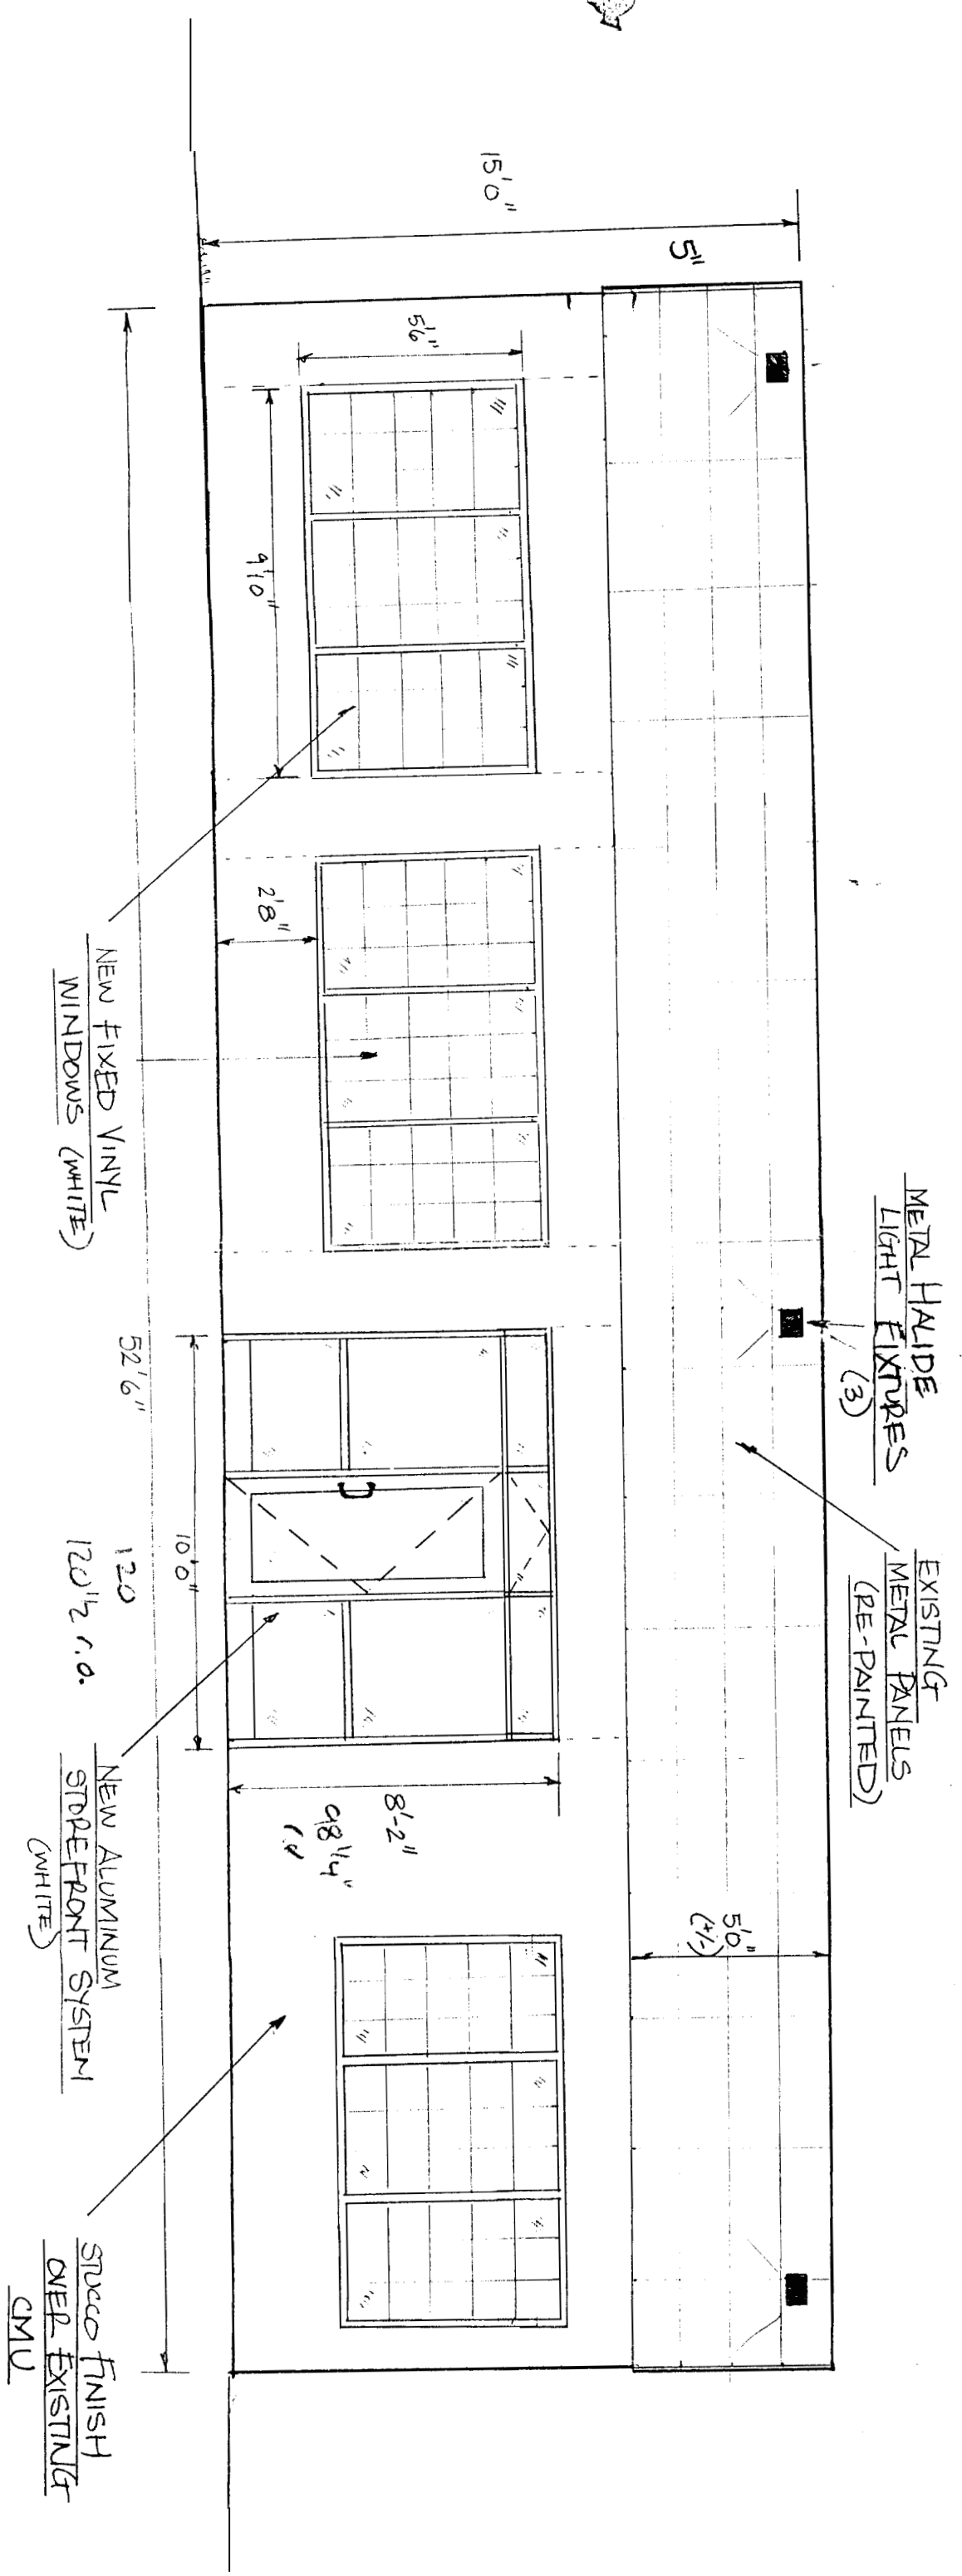 METAL HALIDE
LIGHT FIXTURES
(3)
EXISTING
METAL PANELS
(RE-PAINTED)
15'0"
5"
5'0"
(+/-)
5'6"
9'10"
2'8"
8'-2"
98 1/4"
r.o
10'0"
52'6"
120
120 1/2 r.o.
NEW FIXED VINYL
WINDOWS (WHITE)
NEW ALUMINUM
STOREFRONT SYSTEM
(WHITE)
STUCCO FINISH
OVER EXISTING
CMU